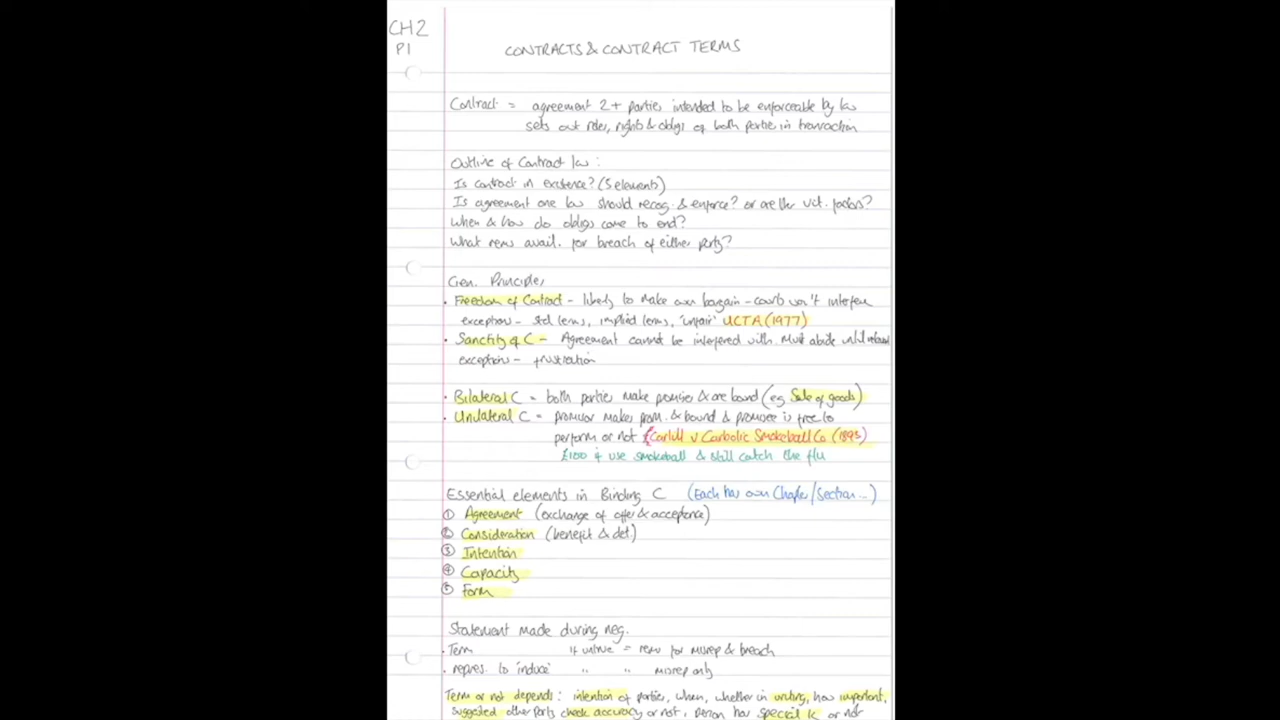 CH2
P1
CONTRACTS & CONTRACT TERMS
Contract = agreement 2+ parties intended to be enforceable by law
sets out roles, rights & obligs of both parties in transaction
Outline of Contract law :
Is contract in existence? (5 elements)
Is agreement one law should recog. & enforce? or are ther vit. factors?
When & how do obligs come to end?
What rems avail. for breach of either party?
Gen. Principles
· Freedom of Contract - to make own bargain - courts won't interfere
exceptions - std terms, implied terms, 'unfair' UCTA (1977)
· Sanctity of C - Agreement cannot be interfered with. Must abide until
exceptions - frustration
· Bilateral C = both parties make promises & are bound (eg Sale of goods)
· Unilateral C = promisor makes prom. & bound & promisee is free to
perform or not Carlill v Carbolic Smokeball Co (1893)
£100 if use smokeball & still catch the flu
Essential elements in Binding C (Each has own Chapter/Section...)
① Agreement (exchange of offer & acceptance)
② Consideration (benefit & det.)
③ Intention
④ Capacity
⑤ Form
Statement made during neg.
· Term if untrue = rems for misrep & breach
· repres. to 'induce' " " misrep only
Term or not depends: intention of parties, when, whether in writing, how important,
suggested other party check accuracy or not, person has special k or not